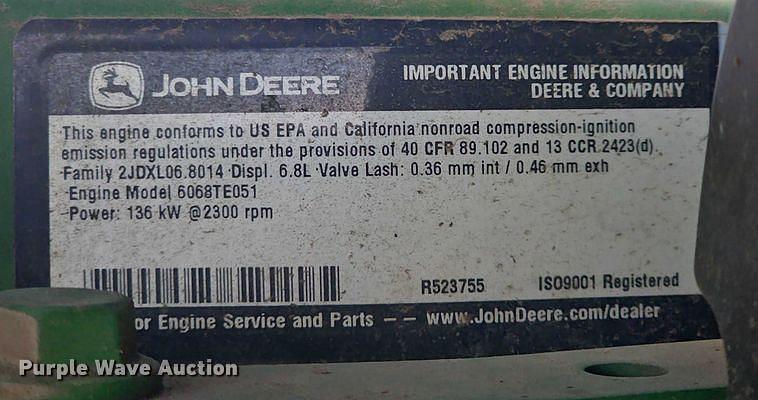 JOHN DEERE
IMPORTANT ENGINE INFORMATION
DEERE & COMPANY
This engine conforms to US EPA and California nonroad compression-ignition
emission regulations under the provisions of 40 CFR 89.102 and 13 CCR 2423(d).
Family 2JDXL06.8014 Displ. 6.8L Valve Lash: 0.36 mm int / 0.46 mm exh
Engine Model 6068TE051
Power: 136 kW @2300 rpm
R523755 ISO9001 Registered
or Engine Service and Parts -- www.JohnDeere.com/dealer
Purple Wave Auction